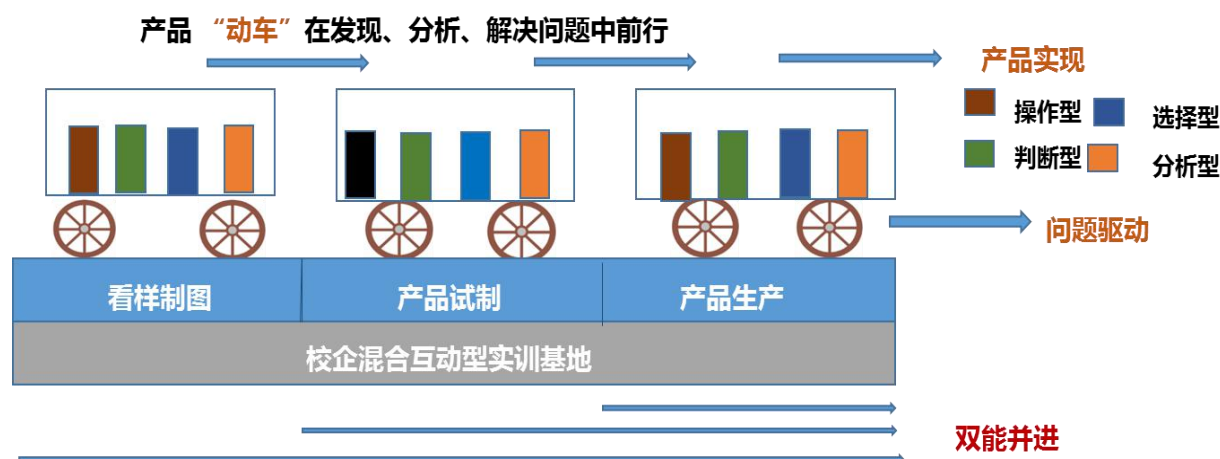 产品 “动车” 在发现、分析、解决问题中前行
产品实现
操作型 选择型
判断型 分析型
问题驱动
看样制图 产品试制 产品生产
校企混合互动型实训基地
双能并进